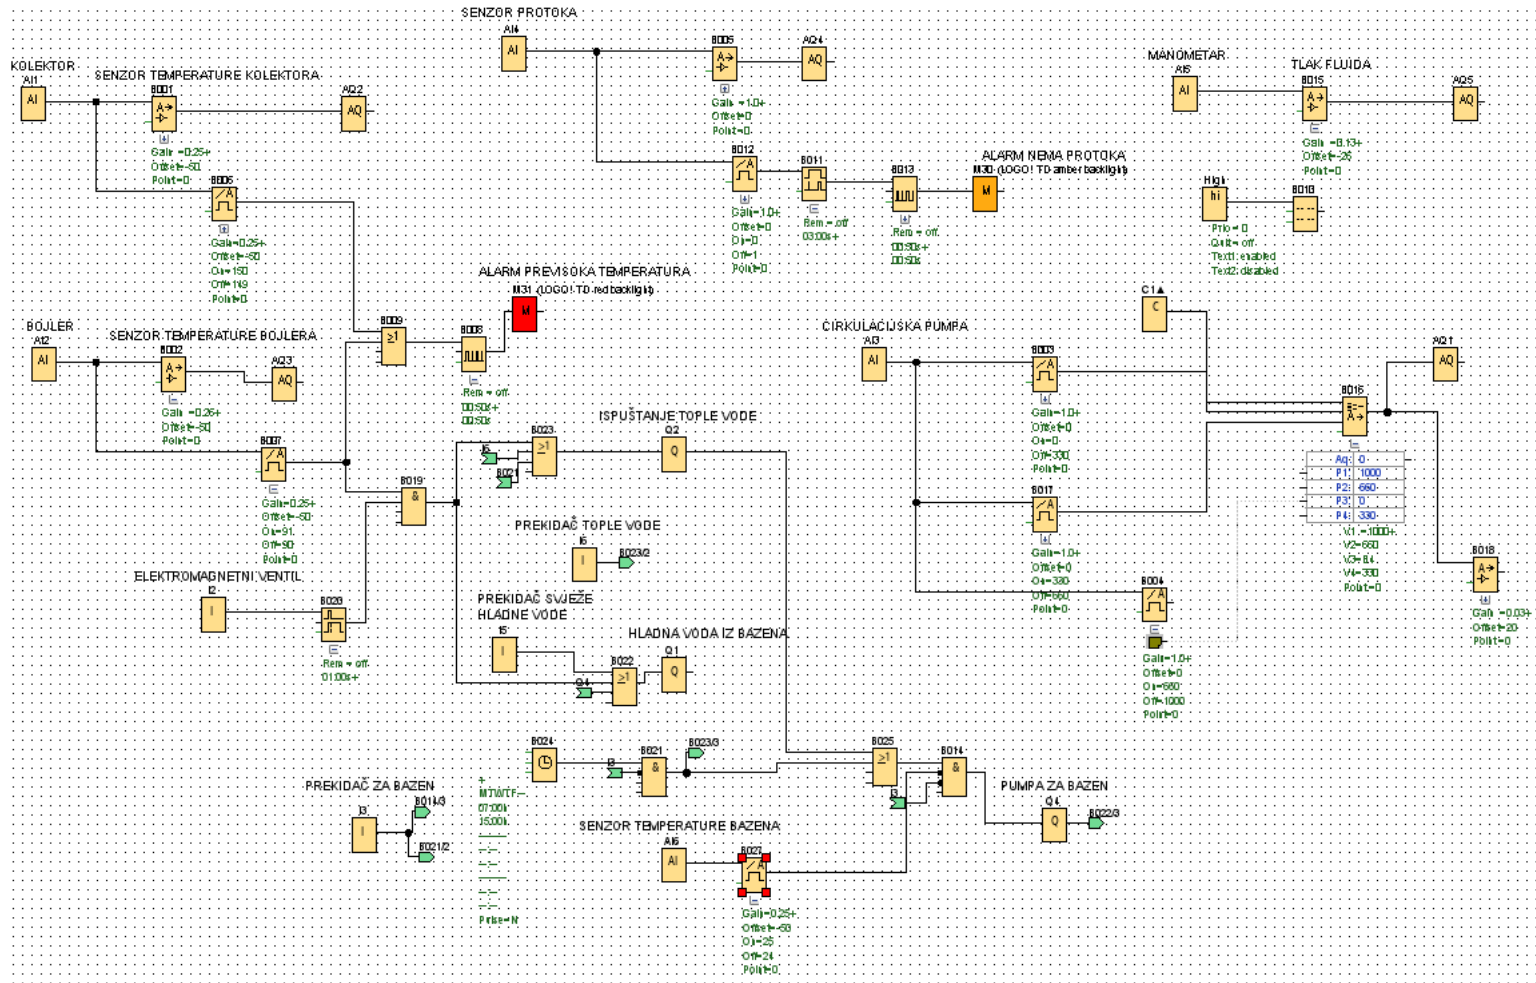 SENZOR PROTOKA
AI4
AI
B005
A→
AQ4
AQ
Gain =1.0+
Offset=0
Point=0
KOLEKTOR
AI1
AI
SENZOR TEMPERATURE KOLEKTORA
B001
A→
AQ2
AQ
Gain =0.25+
Offset=-50
Point=0
MANOMETAR
AI5
AI
TLAK FLUIDA
B015
A→
AQ5
AQ
Gain =0.13+
Offset=-26
Point=0
B006
/A
Gain=0.25+
Offset=-50
On=150
Off=149
Point=0
B012
/A
Gain=1.0+
Offset=0
On=0
Off=1
Point=0
B011
Rem = off
03:00s+
B013
Rem = off
00:50s+
00:50s
ALARM NEMA PROTOKA
M30 (LOGO! TD amber backlight)
M
High
hi
B010
Prio = 0
Quit = off
Text1: enabled
Text2: disabled
ALARM PREVISOKA TEMPERATURA
M31 (LOGO! TD red backlight)
M
BOJLER
AI2
AI
SENZOR TEMPERATURE BOJLERA
B002
A→
AQ3
AQ
Gain =0.25+
Offset=-50
Point=0
B009
≥1
B008
Rem = off
00:50s+
00:50s
B007
/A
Gain=0.25+
Offset=-50
On=91
Off=90
Point=0
B019
&
ELEKTROMAGNETNI VENTIL
I2
I
B020
Rem = off
01:00s+
ISPUŠTANJE TOPLE VODE
B023
≥1
I6
B021
Q2
Q
PREKIDAČ TOPLE VODE
I6
I
B023/2
PREKIDAČ SVJEŽE
HLADNE VODE
I5
I
HLADNA VODA IZ BAZENA
B022
≥1
Q4
Q1
Q
C1▲
C
CIRKULACIJSKA PUMPA
AI3
AI
B003
/A
Gain=1.0+
Offset=0
On=0
Off=330
Point=0
B017
/A
Gain=1.0+
Offset=0
On=330
Off=660
Point=0
B004
/A
Gain=1.0+
Offset=0
On=660
Off=1000
Point=0
AQ1
AQ
B016
Aq: 0
P1: 1000
P2: 660
P3: 0
P4: 330
V1 =1000+
V2=660
V3=B4
V4=330
Point=0
B018
A→
Gain =0.03+
Offset=20
Point=0
PREKIDAČ ZA BAZEN
I3
I
B014/3
B021/2
B024
+
MTWTF--
07:00h
15:00h
--:--
--:--
--:--
--:--
Pulse=N
I3
B021
&
B023/3
B025
≥1
I3
B014
&
PUMPA ZA BAZEN
Q4
Q
B022/3
SENZOR TEMPERATURE BAZENA
AI6
AI
B027
/A
Gain=0.25+
Offset=-50
On=25
Off=24
Point=0